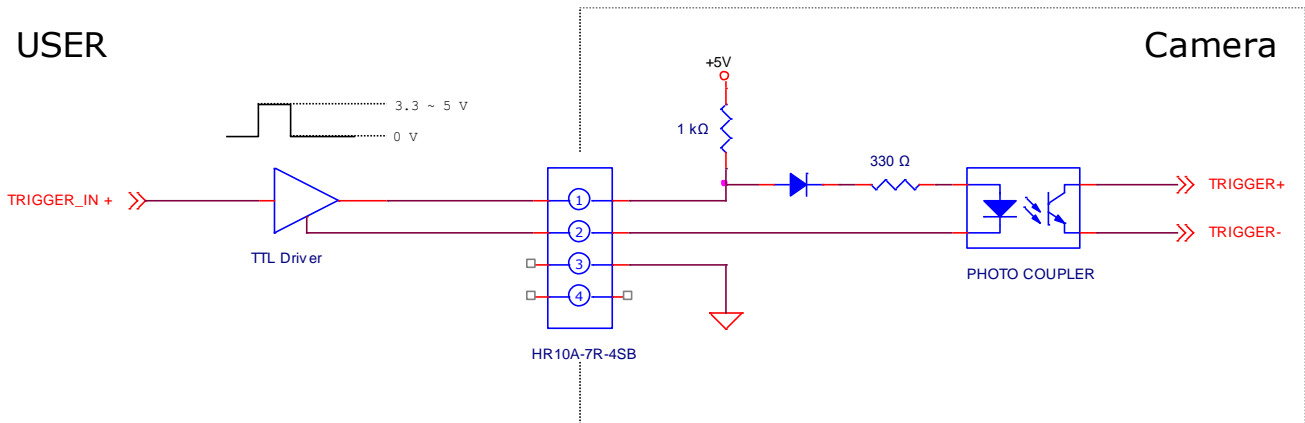 USER
Camera
+5V
3.3 ~ 5 V
1 kΩ
0 V
330 Ω
TRIGGER_IN +
1
TRIGGER+
2
TRIGGER-
TTL Driver
3
PHOTO COUPLER
4
HR10A-7R-4SB